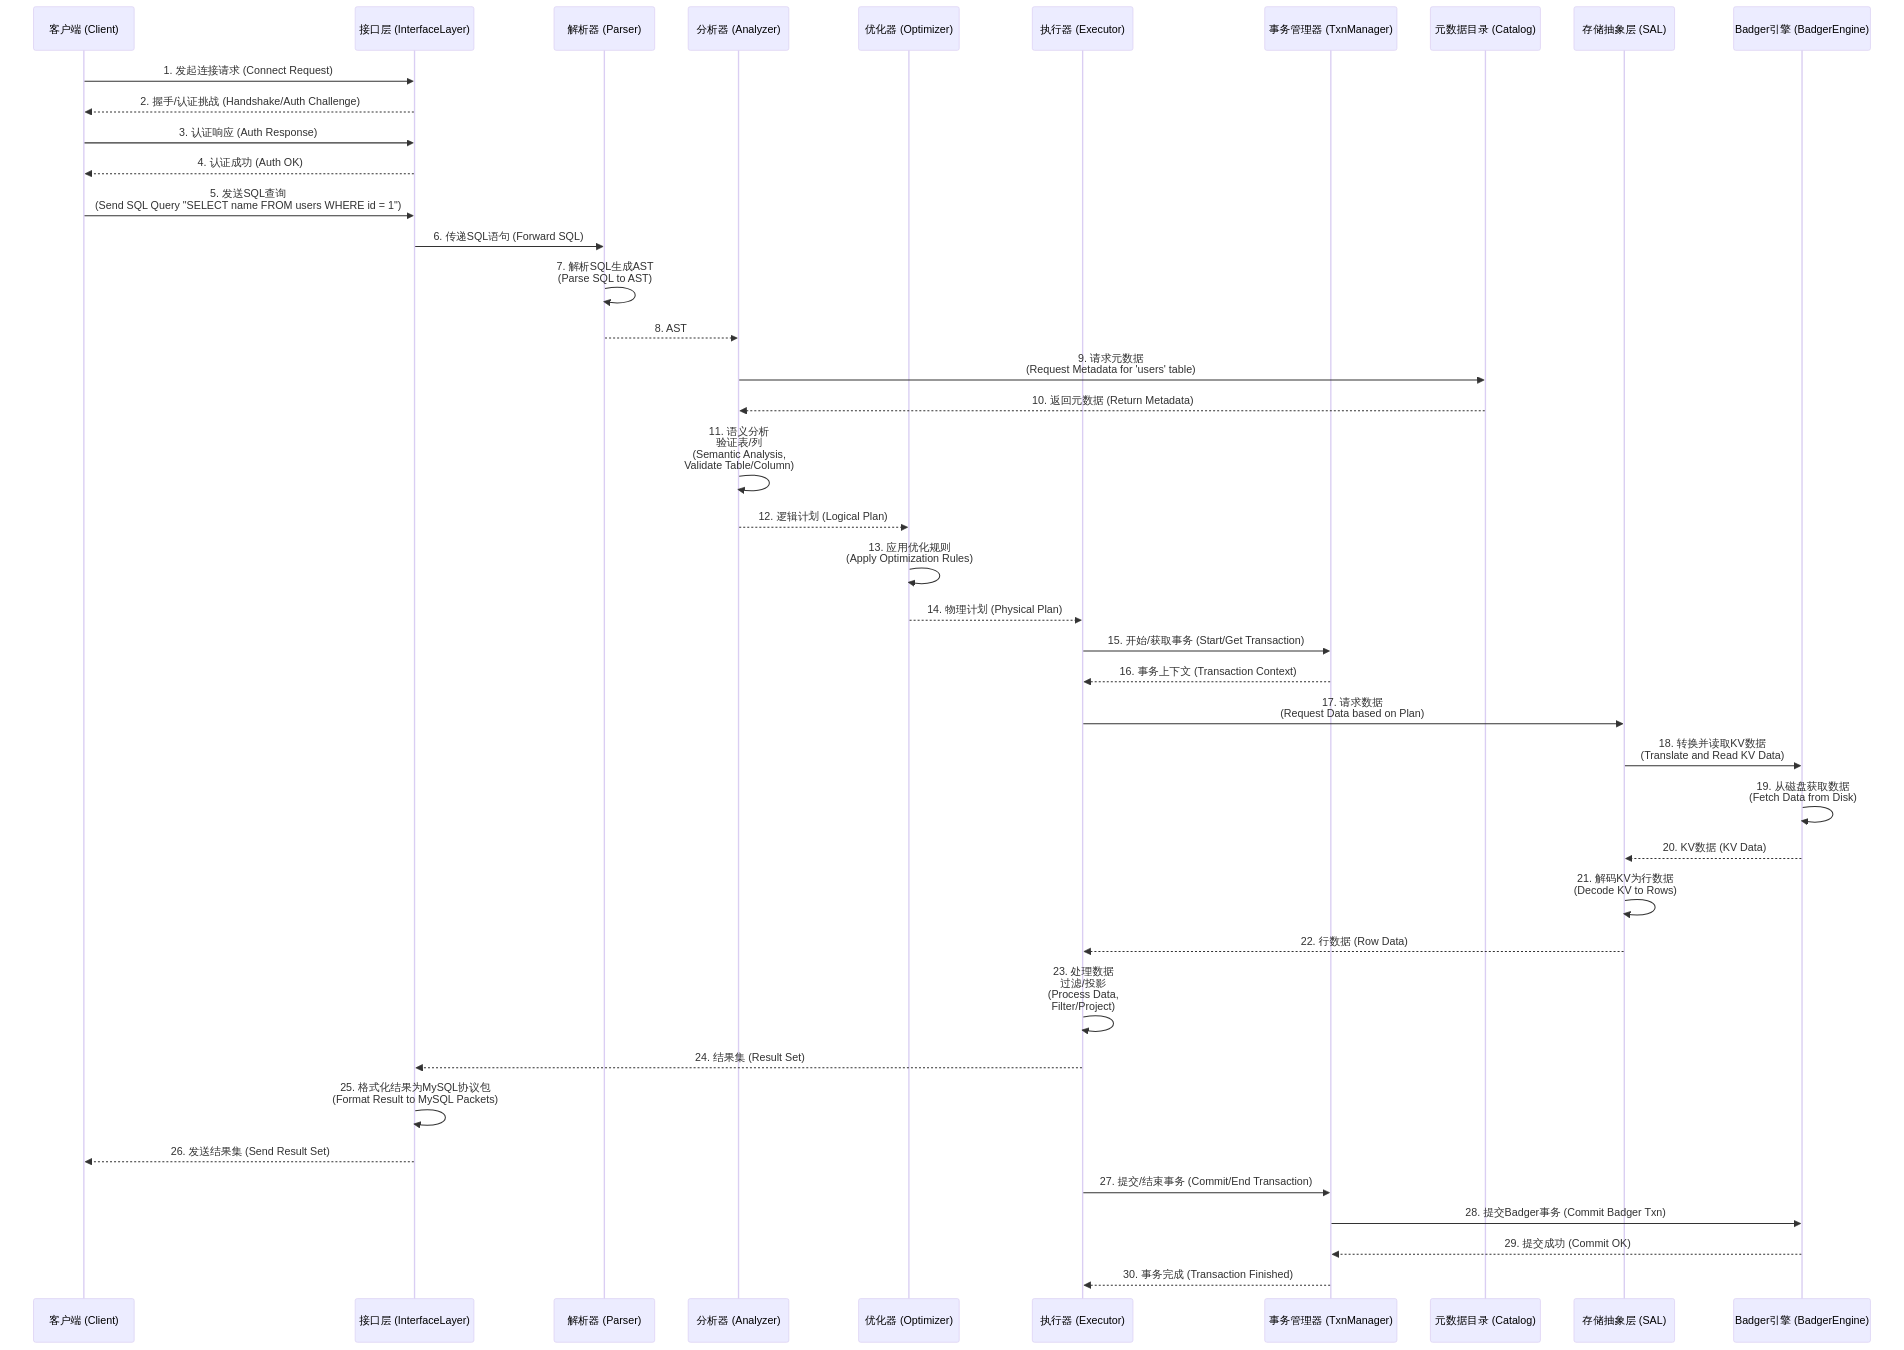 客户端 (Client)
接口层 (InterfaceLayer)
解析器 (Parser)
分析器 (Analyzer)
优化器 (Optimizer)
执行器 (Executor)
事务管理器 (TxnManager)
元数据目录 (Catalog)
存储抽象层 (SAL)
Badger引擎 (BadgerEngine)
1. 发起连接请求 (Connect Request)
2. 握手/认证挑战 (Handshake/Auth Challenge)
3. 认证响应 (Auth Response)
4. 认证成功 (Auth OK)
5. 发送SQL查询
(Send SQL Query "SELECT name FROM users WHERE id = 1")
6. 传递SQL语句 (Forward SQL)
7. 解析SQL生成AST
(Parse SQL to AST)
8. AST
9. 请求元数据
(Request Metadata for 'users' table)
10. 返回元数据 (Return Metadata)
11. 语义分析
验证表/列
(Semantic Analysis,
Validate Table/Column)
12. 逻辑计划 (Logical Plan)
13. 应用优化规则
(Apply Optimization Rules)
14. 物理计划 (Physical Plan)
15. 开始/获取事务 (Start/Get Transaction)
16. 事务上下文 (Transaction Context)
17. 请求数据
(Request Data based on Plan)
18. 转换并读取KV数据
(Translate and Read KV Data)
19. 从磁盘获取数据
(Fetch Data from Disk)
20. KV数据 (KV Data)
21. 解码KV为行数据
(Decode KV to Rows)
22. 行数据 (Row Data)
23. 处理数据
过滤/投影
(Process Data,
Filter/Project)
24. 结果集 (Result Set)
25. 格式化结果为MySQL协议包
(Format Result to MySQL Packets)
26. 发送结果集 (Send Result Set)
27. 提交/结束事务 (Commit/End Transaction)
28. 提交Badger事务 (Commit Badger Txn)
29. 提交成功 (Commit OK)
30. 事务完成 (Transaction Finished)
客户端 (Client)
接口层 (InterfaceLayer)
解析器 (Parser)
分析器 (Analyzer)
优化器 (Optimizer)
执行器 (Executor)
事务管理器 (TxnManager)
元数据目录 (Catalog)
存储抽象层 (SAL)
Badger引擎 (BadgerEngine)